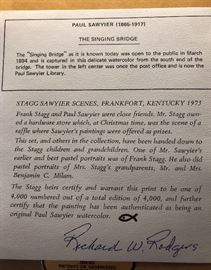 PAUL SAWYIER (1865-1917)
THE SINGING BRIDGE
The "Singing Bridge" as it is known today was open to the public in March
1894 and is captured in this delicate watercolor from the south end of the
bridge. The tower in the left center was once the post office and is now the
Paul Sawyier Library.
STAGG SAWYIER SCENES, FRANKFORT, KENTUCKY 1973
Frank Stagg and Paul Sawyier were close friends. Mr. Stagg own-
ed a hardware store which, at Christmas time, was the scene of a
raffle where Sawyier's paintings were offered as prizes.
This set, and others in the collection, have been handed down to
the Stagg children and grandchildren. One of Mr. Sawyier's
earlier and best pastel portraits was of Frank Stagg. He also did
pastel portraits of Mrs. Stagg's grandparents, Mr. and Mrs.
Benjamin C. Milam.
The Stagg heirs certify and warrant this print to be one of
4,000 numbered out of a total edition of 4,000, and further
certify that the painting has been authenticated as being an
original Paul Sawyier watercolor.
Richard W. Rodgers